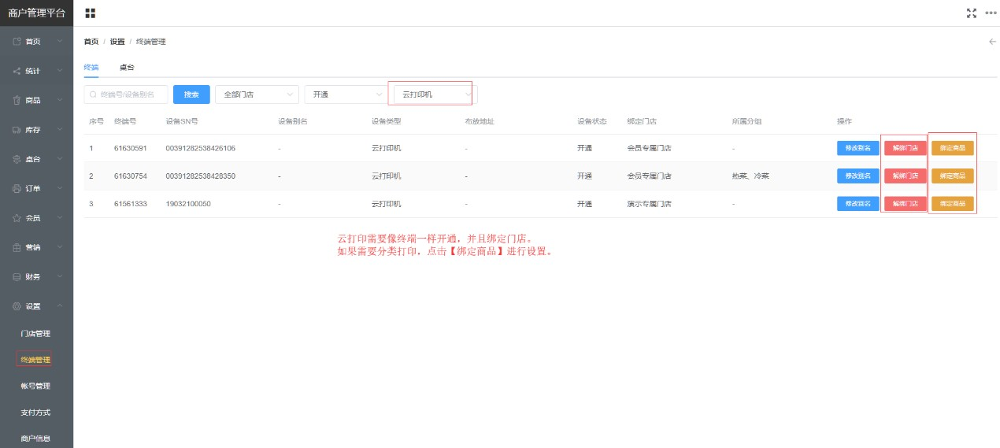 商户管理平台
首页
统计
商品
库存
桌台
订单
会员
营销
财务
设置
门店管理
终端管理
帐号管理
支付方式
商户信息
首页 / 设置 / 终端管理
终端 桌台
终端号/设备别名 搜索 全部门店 开通 云打印机
序号 终端号 设备SN号 设备别名 设备类型 布放地址 设备状态 绑定门店 所属分组 操作
1 61630591 00391282538426106 - 云打印机 - 开通 会员专属门店 - 修改别名 解绑门店 绑定商品
2 61630754 00391282538428350 - 云打印机 - 开通 会员专属门店 热菜、冷菜 修改别名 解绑门店 绑定商品
3 61561333 19032100050 - 云打印机 - 开通 演示专属门店 - 修改别名 解绑门店 绑定商品
云打印需要像终端一样开通，并且绑定门店。
如果需要分类打印，点击【绑定商品】进行设置。